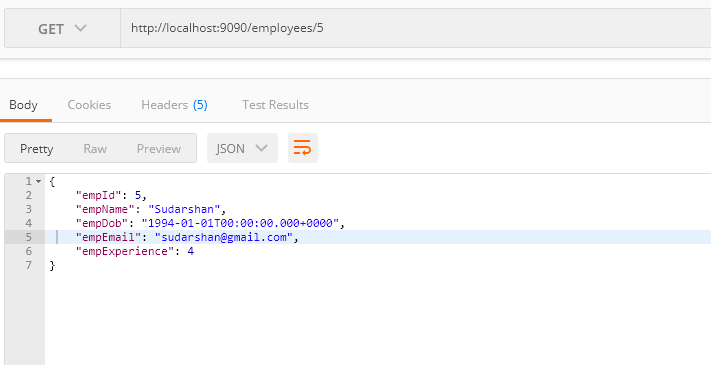 GET http://localhost:9090/employees/5
Body Cookies Headers (5) Test Results
Pretty Raw Preview JSON
1 {
2 "empId": 5,
3 "empName": "Sudarshan",
4 "empDob": "1994-01-01T00:00:00.000+0000",
5 "empEmail": "sudarshan@gmail.com",
6 "empExperience": 4
7 }